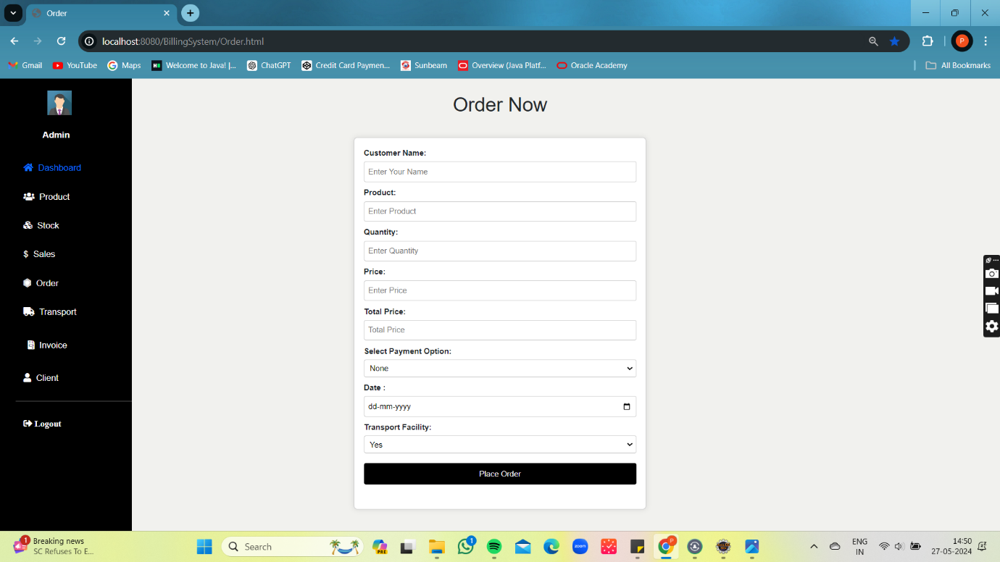 Order
localhost:8080/BillingSystem/Order.html
P
Gmail
YouTube
Maps
Welcome to Java! |...
ChatGPT
Credit Card Paymen...
Sunbeam
Overview (Java Platf...
Oracle Academy
All Bookmarks
Admin
Dashboard
Product
Stock
$ Sales
Order
Transport
Invoice
Client
Logout
Order Now
Customer Name:
Enter Your Name
Product:
Enter Product
Quantity:
Enter Quantity
Price:
Enter Price
Total Price:
Total Price
Select Payment Option:
None
Date :
dd-mm-yyyy
Transport Facility:
Yes
Place Order
1
Breaking news
SC Refuses To E...
Search
PRE
1
zoom
P
ENG
IN
14:50
27-05-2024